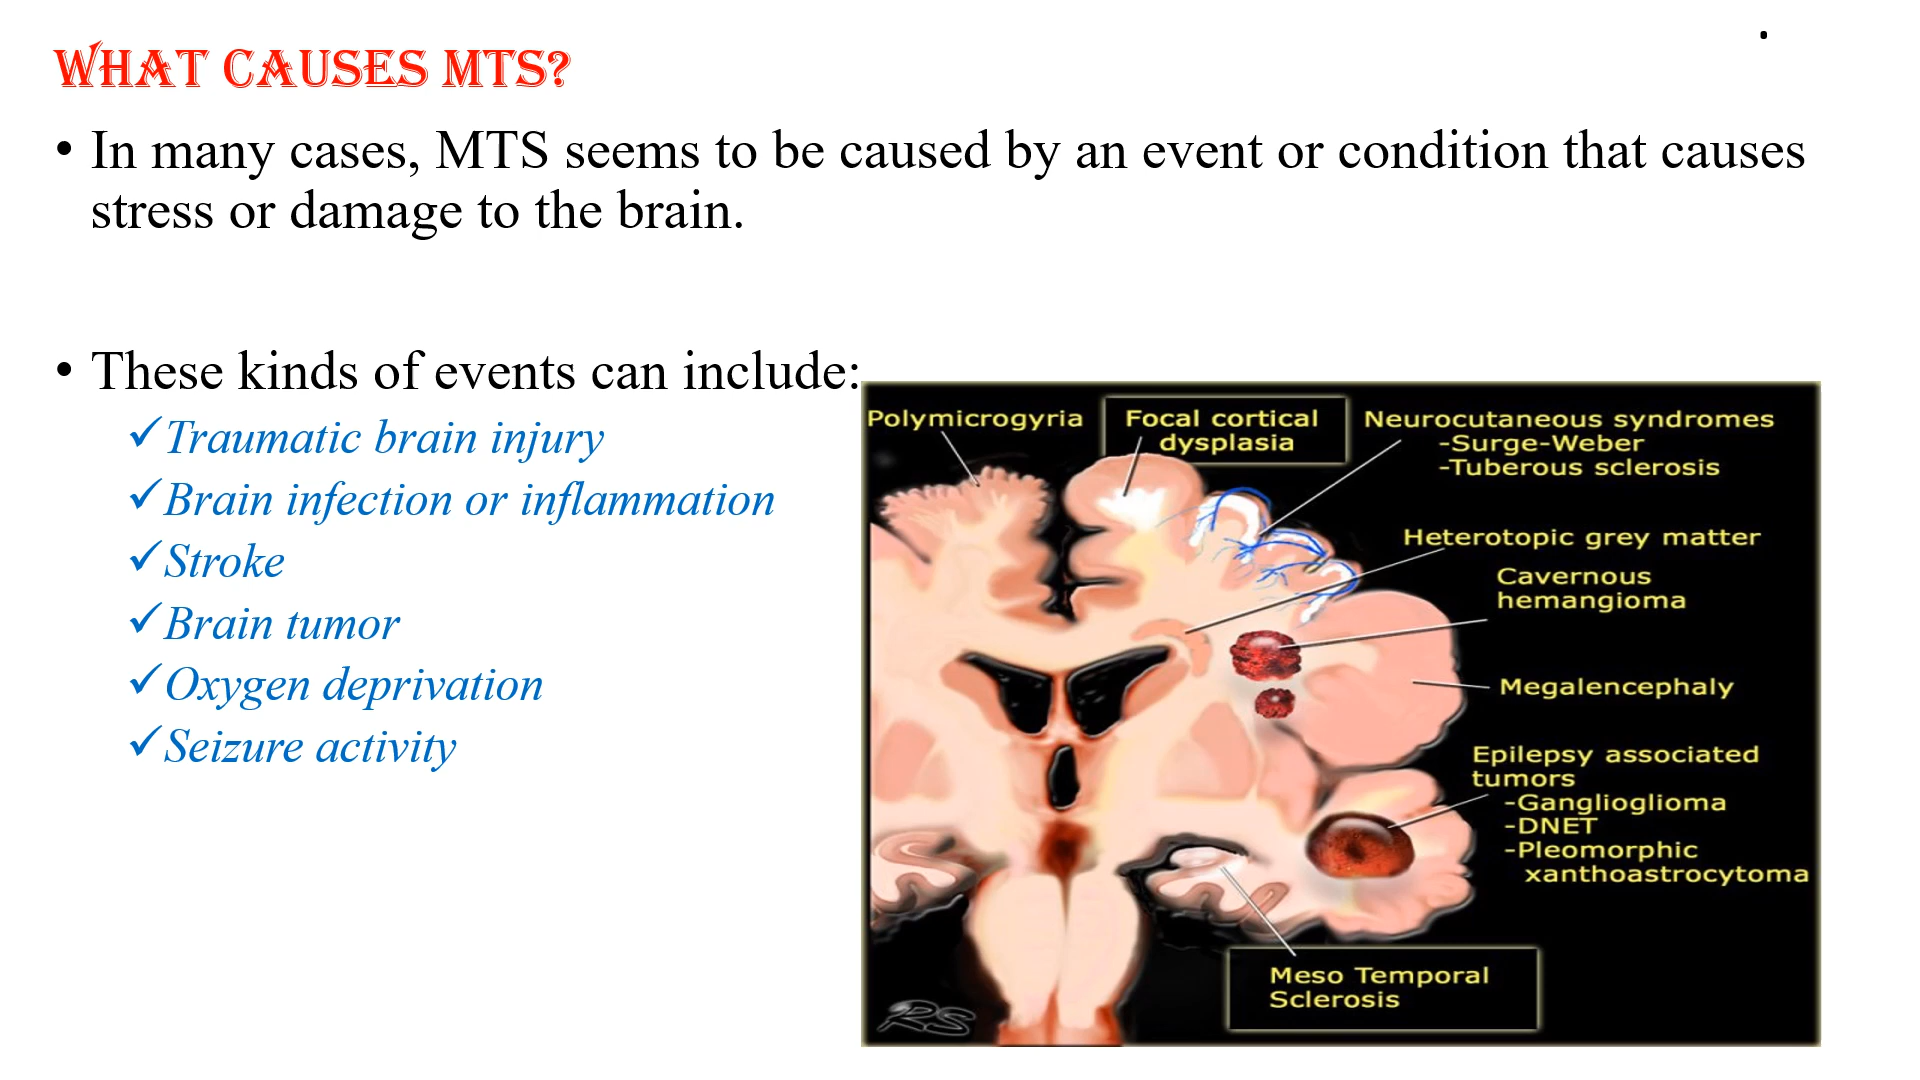 WHAT CAUSES MTS?
.
• In many cases, MTS seems to be caused by an event or condition that causes
stress or damage to the brain.
• These kinds of events can include:
✓Traumatic brain injury
✓Brain infection or inflammation
✓Stroke
✓Brain tumor
✓Oxygen deprivation
✓Seizure activity
Polymicrogyria
Focal cortical
dysplasia
Neurocutaneous syndromes
-Surge-Weber
-Tuberous sclerosis
Heterotopic grey matter
Cavernous
hemangioma
Megalencephaly
Epilepsy associated
tumors
-Ganglioglioma
-DNET
-Pleomorphic
xanthoastrocytoma
Meso Temporal
Sclerosis
RS